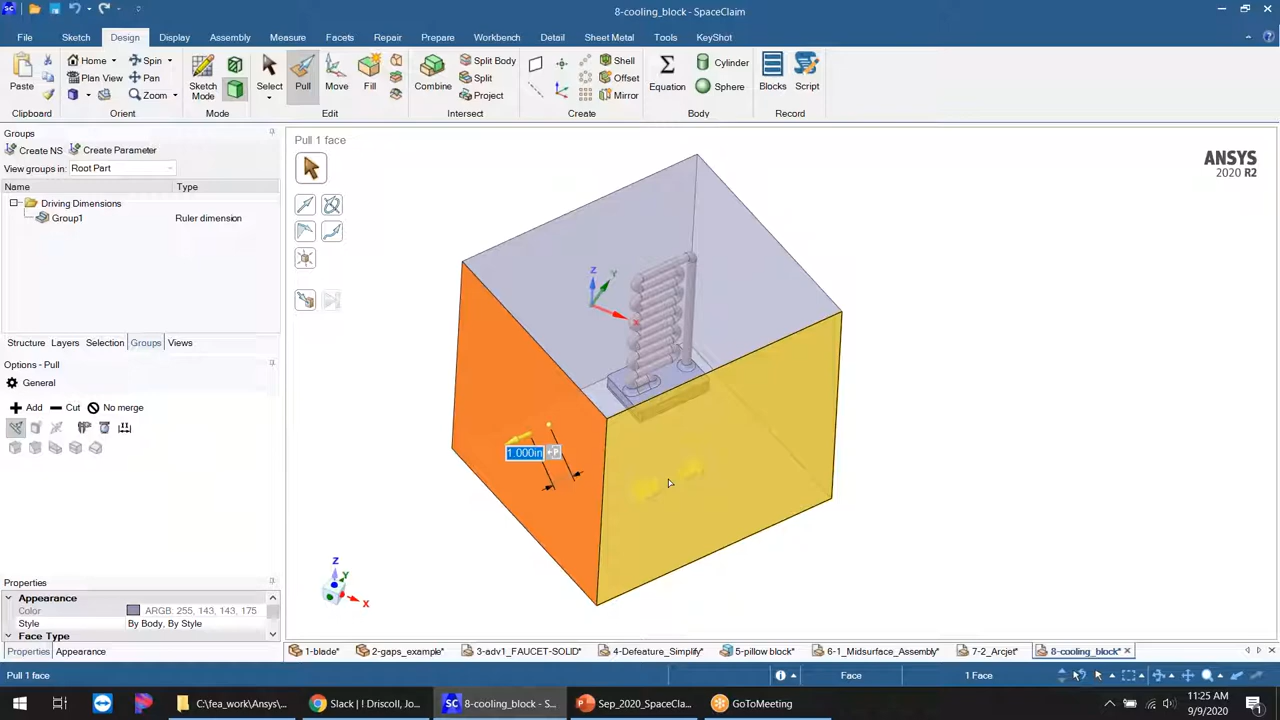 8-cooling_block* - SpaceClaim
File Sketch Design Display Assembly Measure Facets Repair Prepare Workbench Detail Sheet Metal Tools KeyShot
Home Spin Split Body Shell Cylinder
Plan View Pan Split Offset Sphere
Zoom Project Mirror
Paste Sketch Mode Select Pull Move Fill Combine Equation Blocks Script
Clipboard Orient Mode Edit Intersect Create Body Record
Groups
Create NS Create Parameter
View groups in: Root Part
Name Type
Driving Dimensions
Group1 Ruler dimension
Structure Layers Selection Groups Views
Options - Pull
General
Add Cut No merge
Properties
Appearance
Color ARGB: 255, 143, 143, 175
Style By Body, By Style
Face Type
Properties Appearance
Pull 1 face
ANSYS
2020 R2
Z
Y
X
1.000in P
Z
Y
X
1-blade* 2-gaps_example* 3-adv1_FAUCET-SOLID* 4-Defeature_Simplify* 5-pillow block* 6-1_Midsurface_Assembly* 7-2_Arcjet* 8-cooling_block*
Pull 1 face Face 1 Face
C:\fea_work\Ansys\... Slack | ! Driscoll, Jo... 8-cooling_block* - S... Sep_2020_SpaceCla... GoToMeeting
11:25 AM
9/9/2020